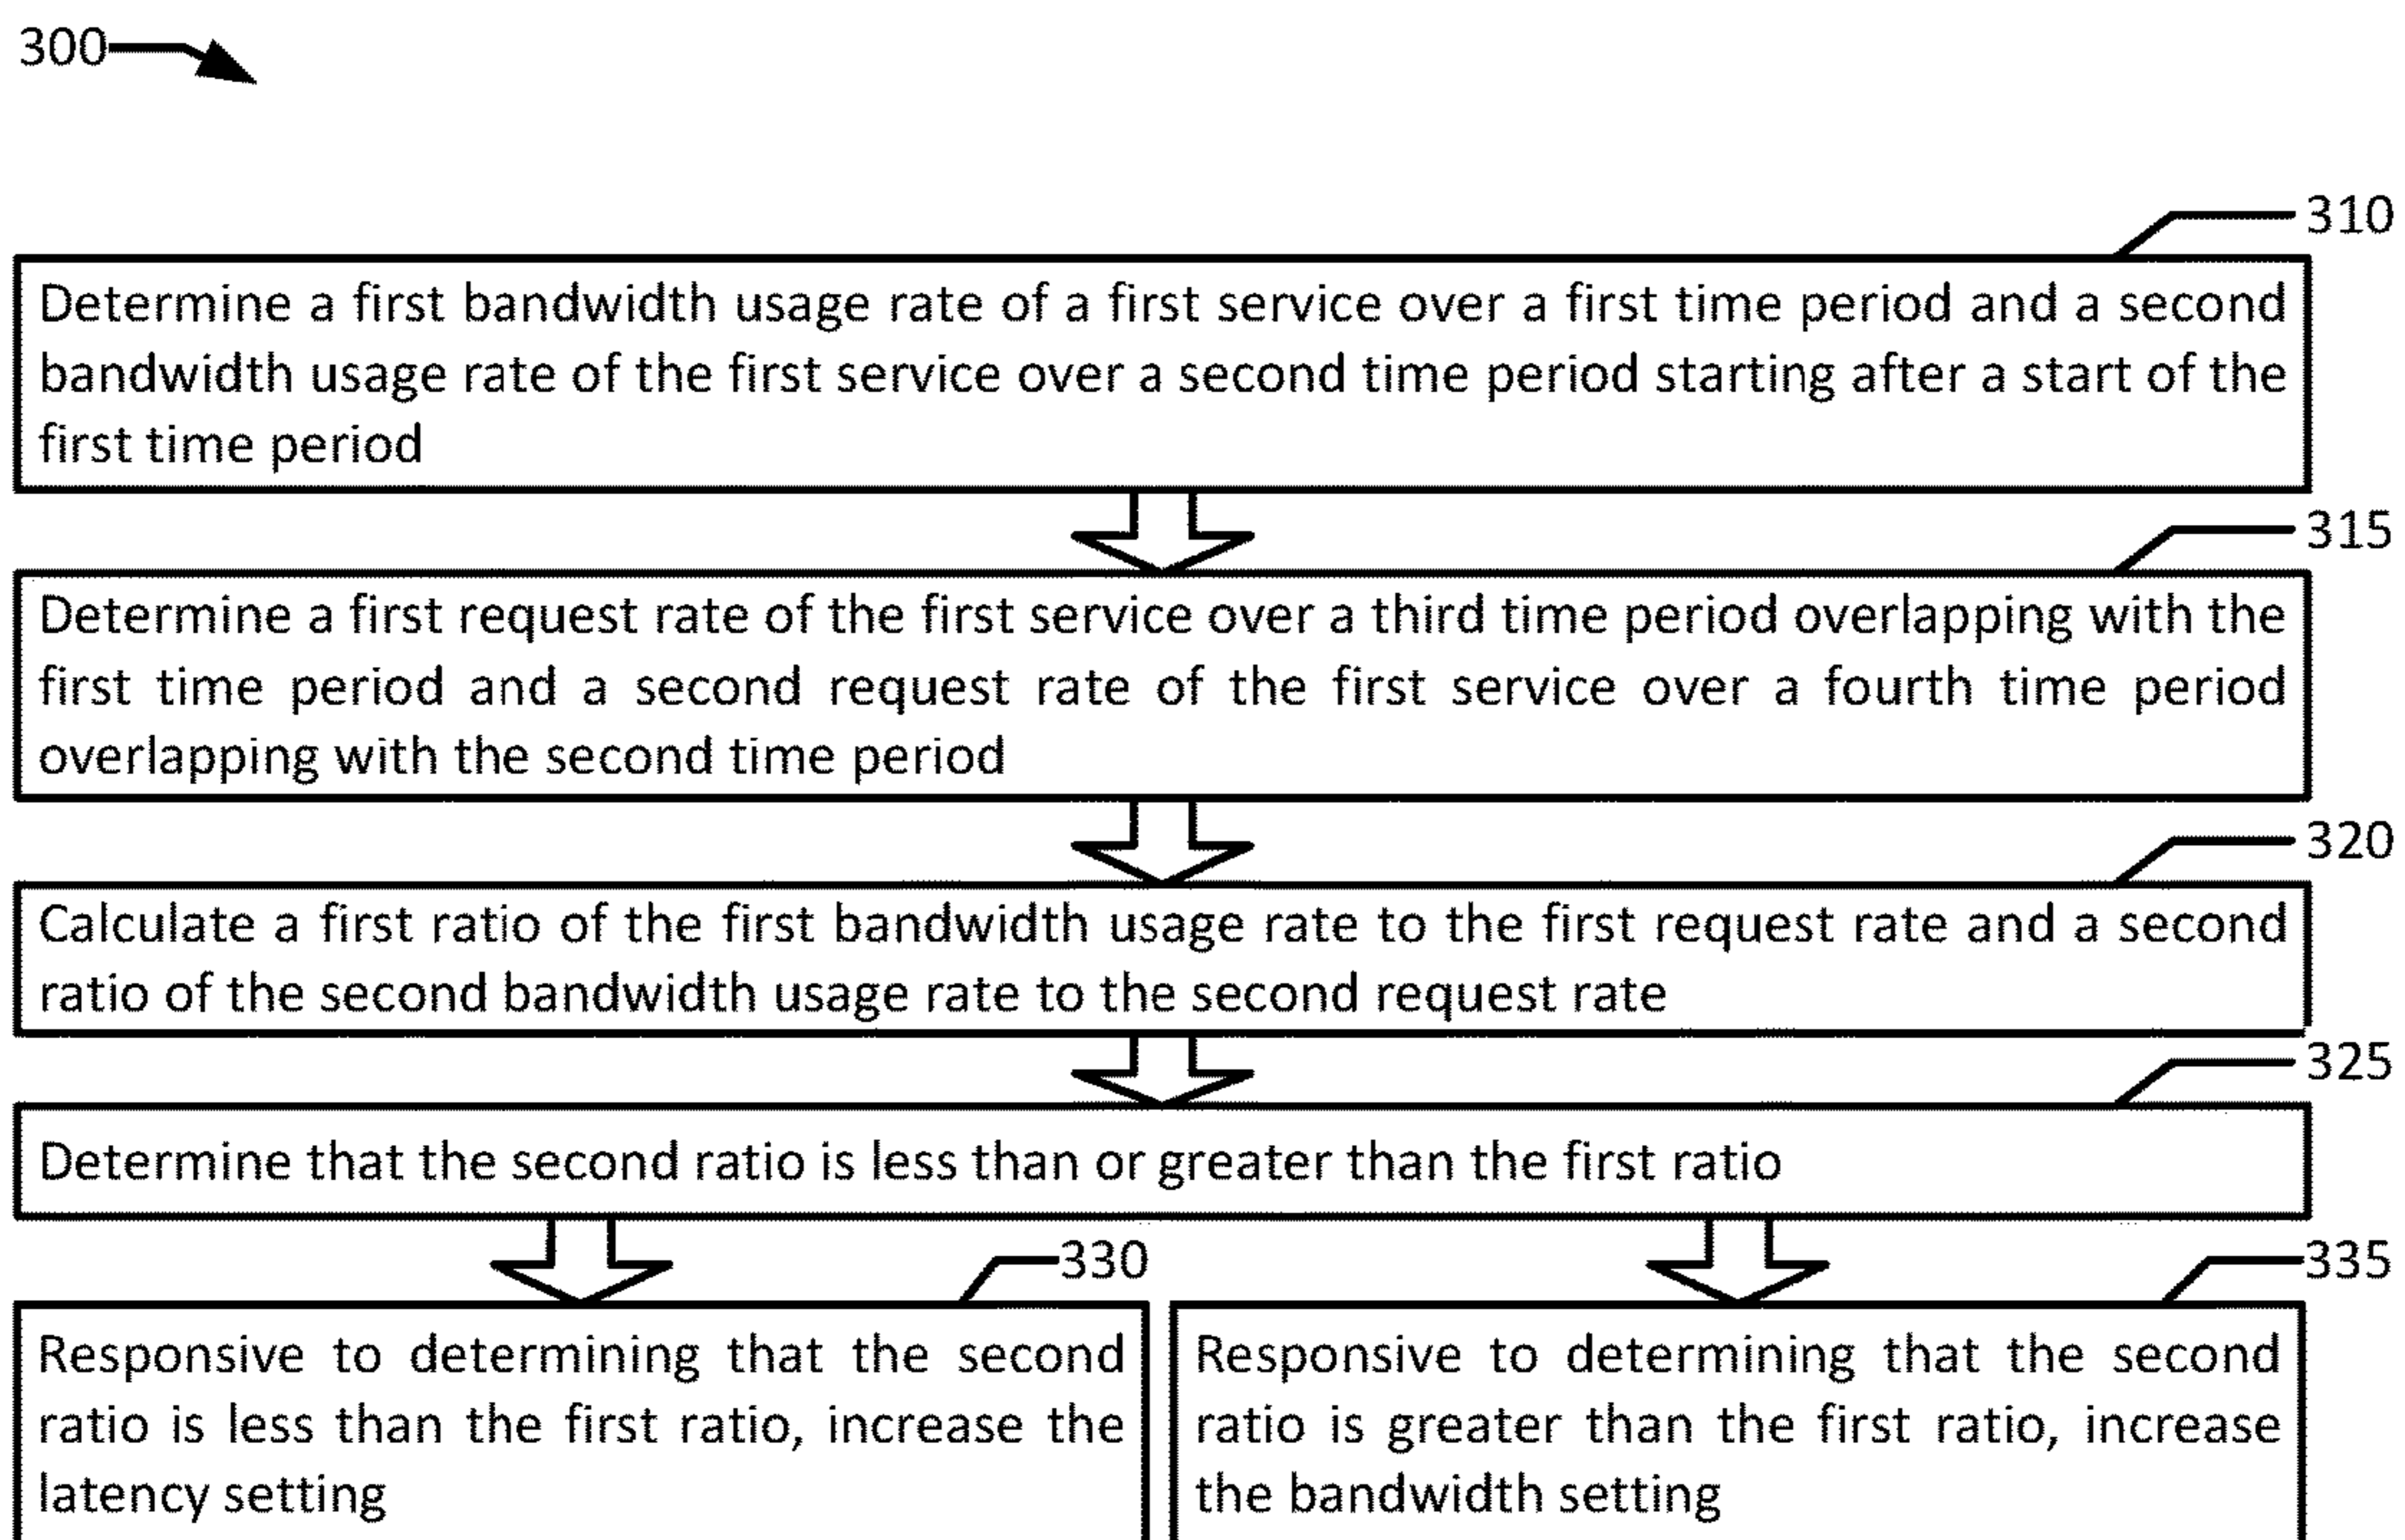 300
310
Determine a first bandwidth usage rate of a first service over a first time period and a second
bandwidth usage rate of the first service over a second time period starting after a start of the
first time period
315
Determine a first request rate of the first service over a third time period overlapping with the
first time period and a second request rate of the first service over a fourth time period
overlapping with the second time period
320
Calculate a first ratio of the first bandwidth usage rate to the first request rate and a second
ratio of the second bandwidth usage rate to the second request rate
325
Determine that the second ratio is less than or greater than the first ratio
330
Responsive to determining that the second
ratio is less than the first ratio, increase the
latency setting
335
Responsive to determining that the second
ratio is greater than the first ratio, increase
the bandwidth setting